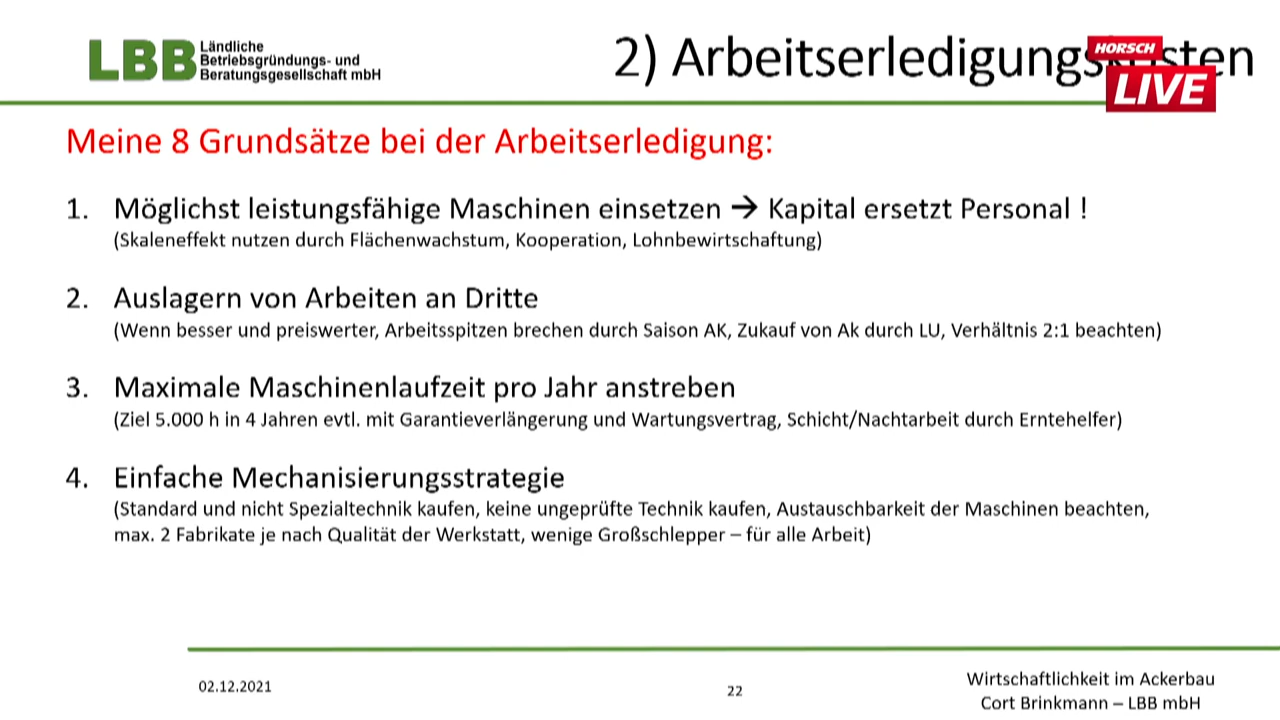 LBB
Ländliche
Betriebsgründungs- und
Beratungsgesellschaft mbH
2) Arbeitserledigungskosten
HORSCH
LIVE
Meine 8 Grundsätze bei der Arbeitserledigung:
1. Möglichst leistungsfähige Maschinen einsetzen → Kapital ersetzt Personal !
(Skaleneffekt nutzen durch Flächenwachstum, Kooperation, Lohnbewirtschaftung)
2. Auslagern von Arbeiten an Dritte
(Wenn besser und preiswerter, Arbeitsspitzen brechen durch Saison AK, Zukauf von Ak durch LU, Verhältnis 2:1 beachten)
3. Maximale Maschinenlaufzeit pro Jahr anstreben
(Ziel 5.000 h in 4 Jahren evtl. mit Garantieverlängerung und Wartungsvertrag, Schicht/Nachtarbeit durch Erntehelfer)
4. Einfache Mechanisierungsstrategie
(Standard und nicht Spezialtechnik kaufen, keine ungeprüfte Technik kaufen, Austauschbarkeit der Maschinen beachten,
max. 2 Fabrikate je nach Qualität der Werkstatt, wenige Großschlepper – für alle Arbeit)
02.12.2021
22
Wirtschaftlichkeit im Ackerbau
Cort Brinkmann – LBB mbH